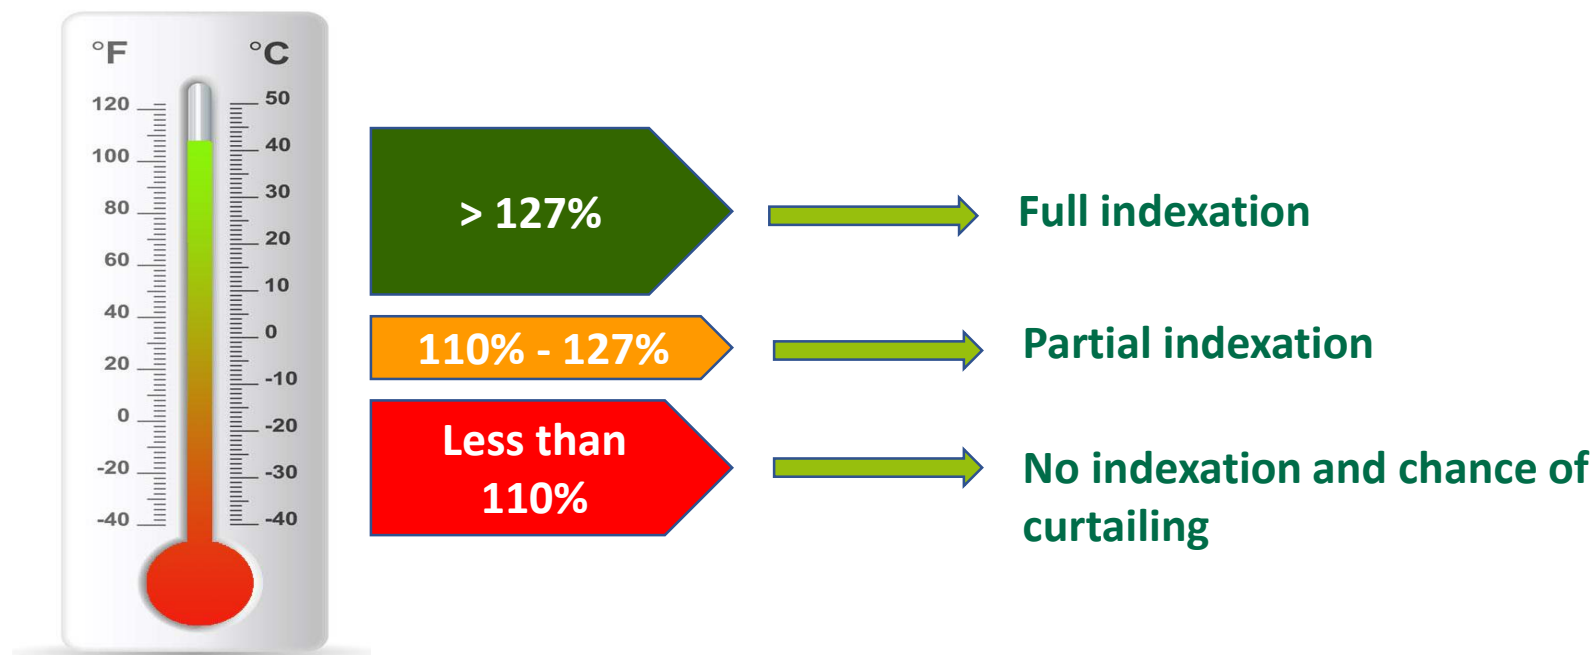 °F °C
120 50
100 40
80 30
60 20
40 10
20 0
0 -10
-20 -20
-40 -30
-40
> 127%
Full indexation
110% - 127%
Partial indexation
Less than
110%
No indexation and chance of
curtailing